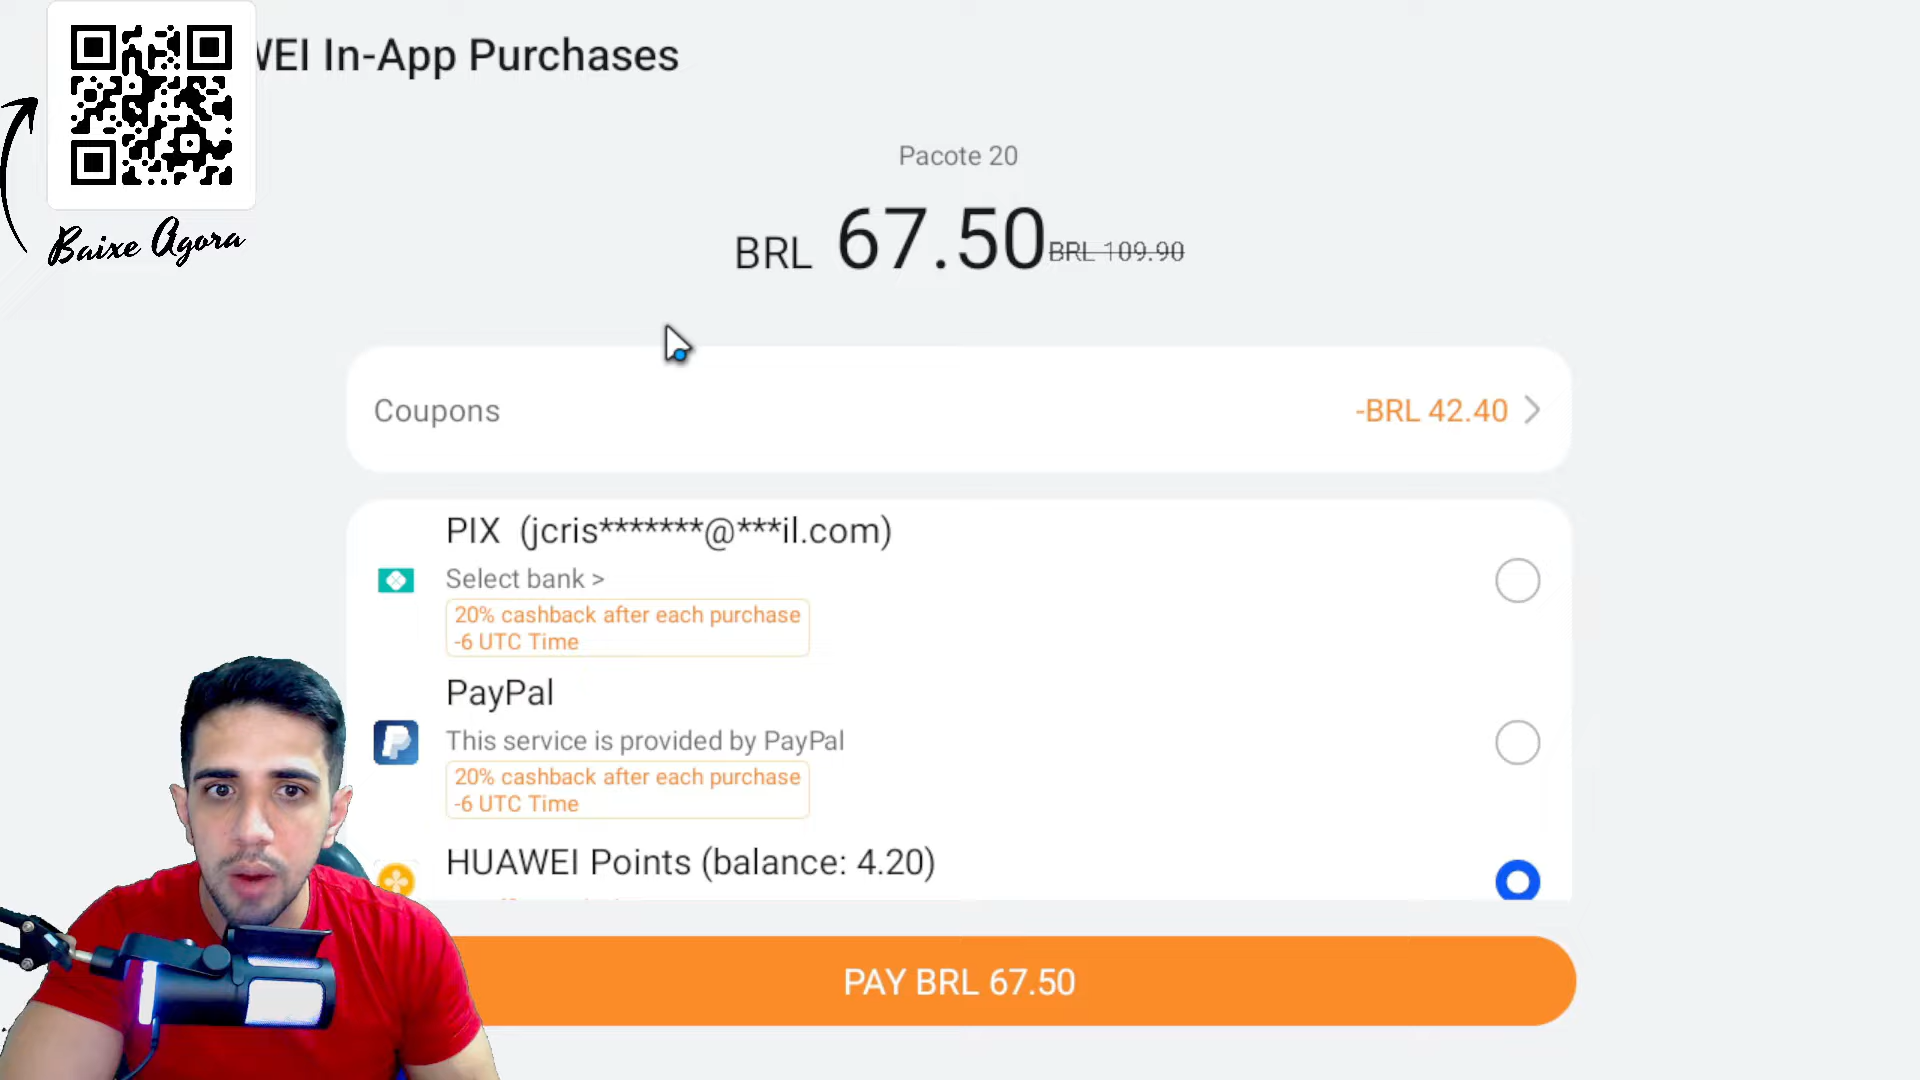 WEI In-App Purchases
Baixe Agora
Pacote 20
BRL 67.50 BRL 109.90
Coupons
-BRL 42.40
PIX (jcris*******@***il.com)
Select bank >
20% cashback after each purchase
-6 UTC Time
PayPal
This service is provided by PayPal
20% cashback after each purchase
-6 UTC Time
HUAWEI Points (balance: 4.20)
PAY BRL 67.50